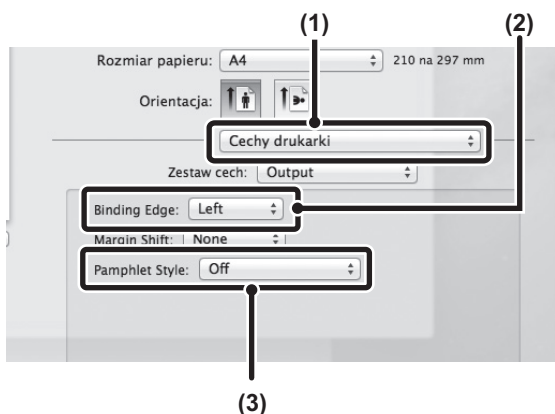 (1) (2)
Rozmiar papieru: A4 210 na 297 mm
Orientacja:
Cechy drukarki
Zestaw cech: Output
Binding Edge: Left
Margin Shift: None
Pamphlet Style: Off
(3)